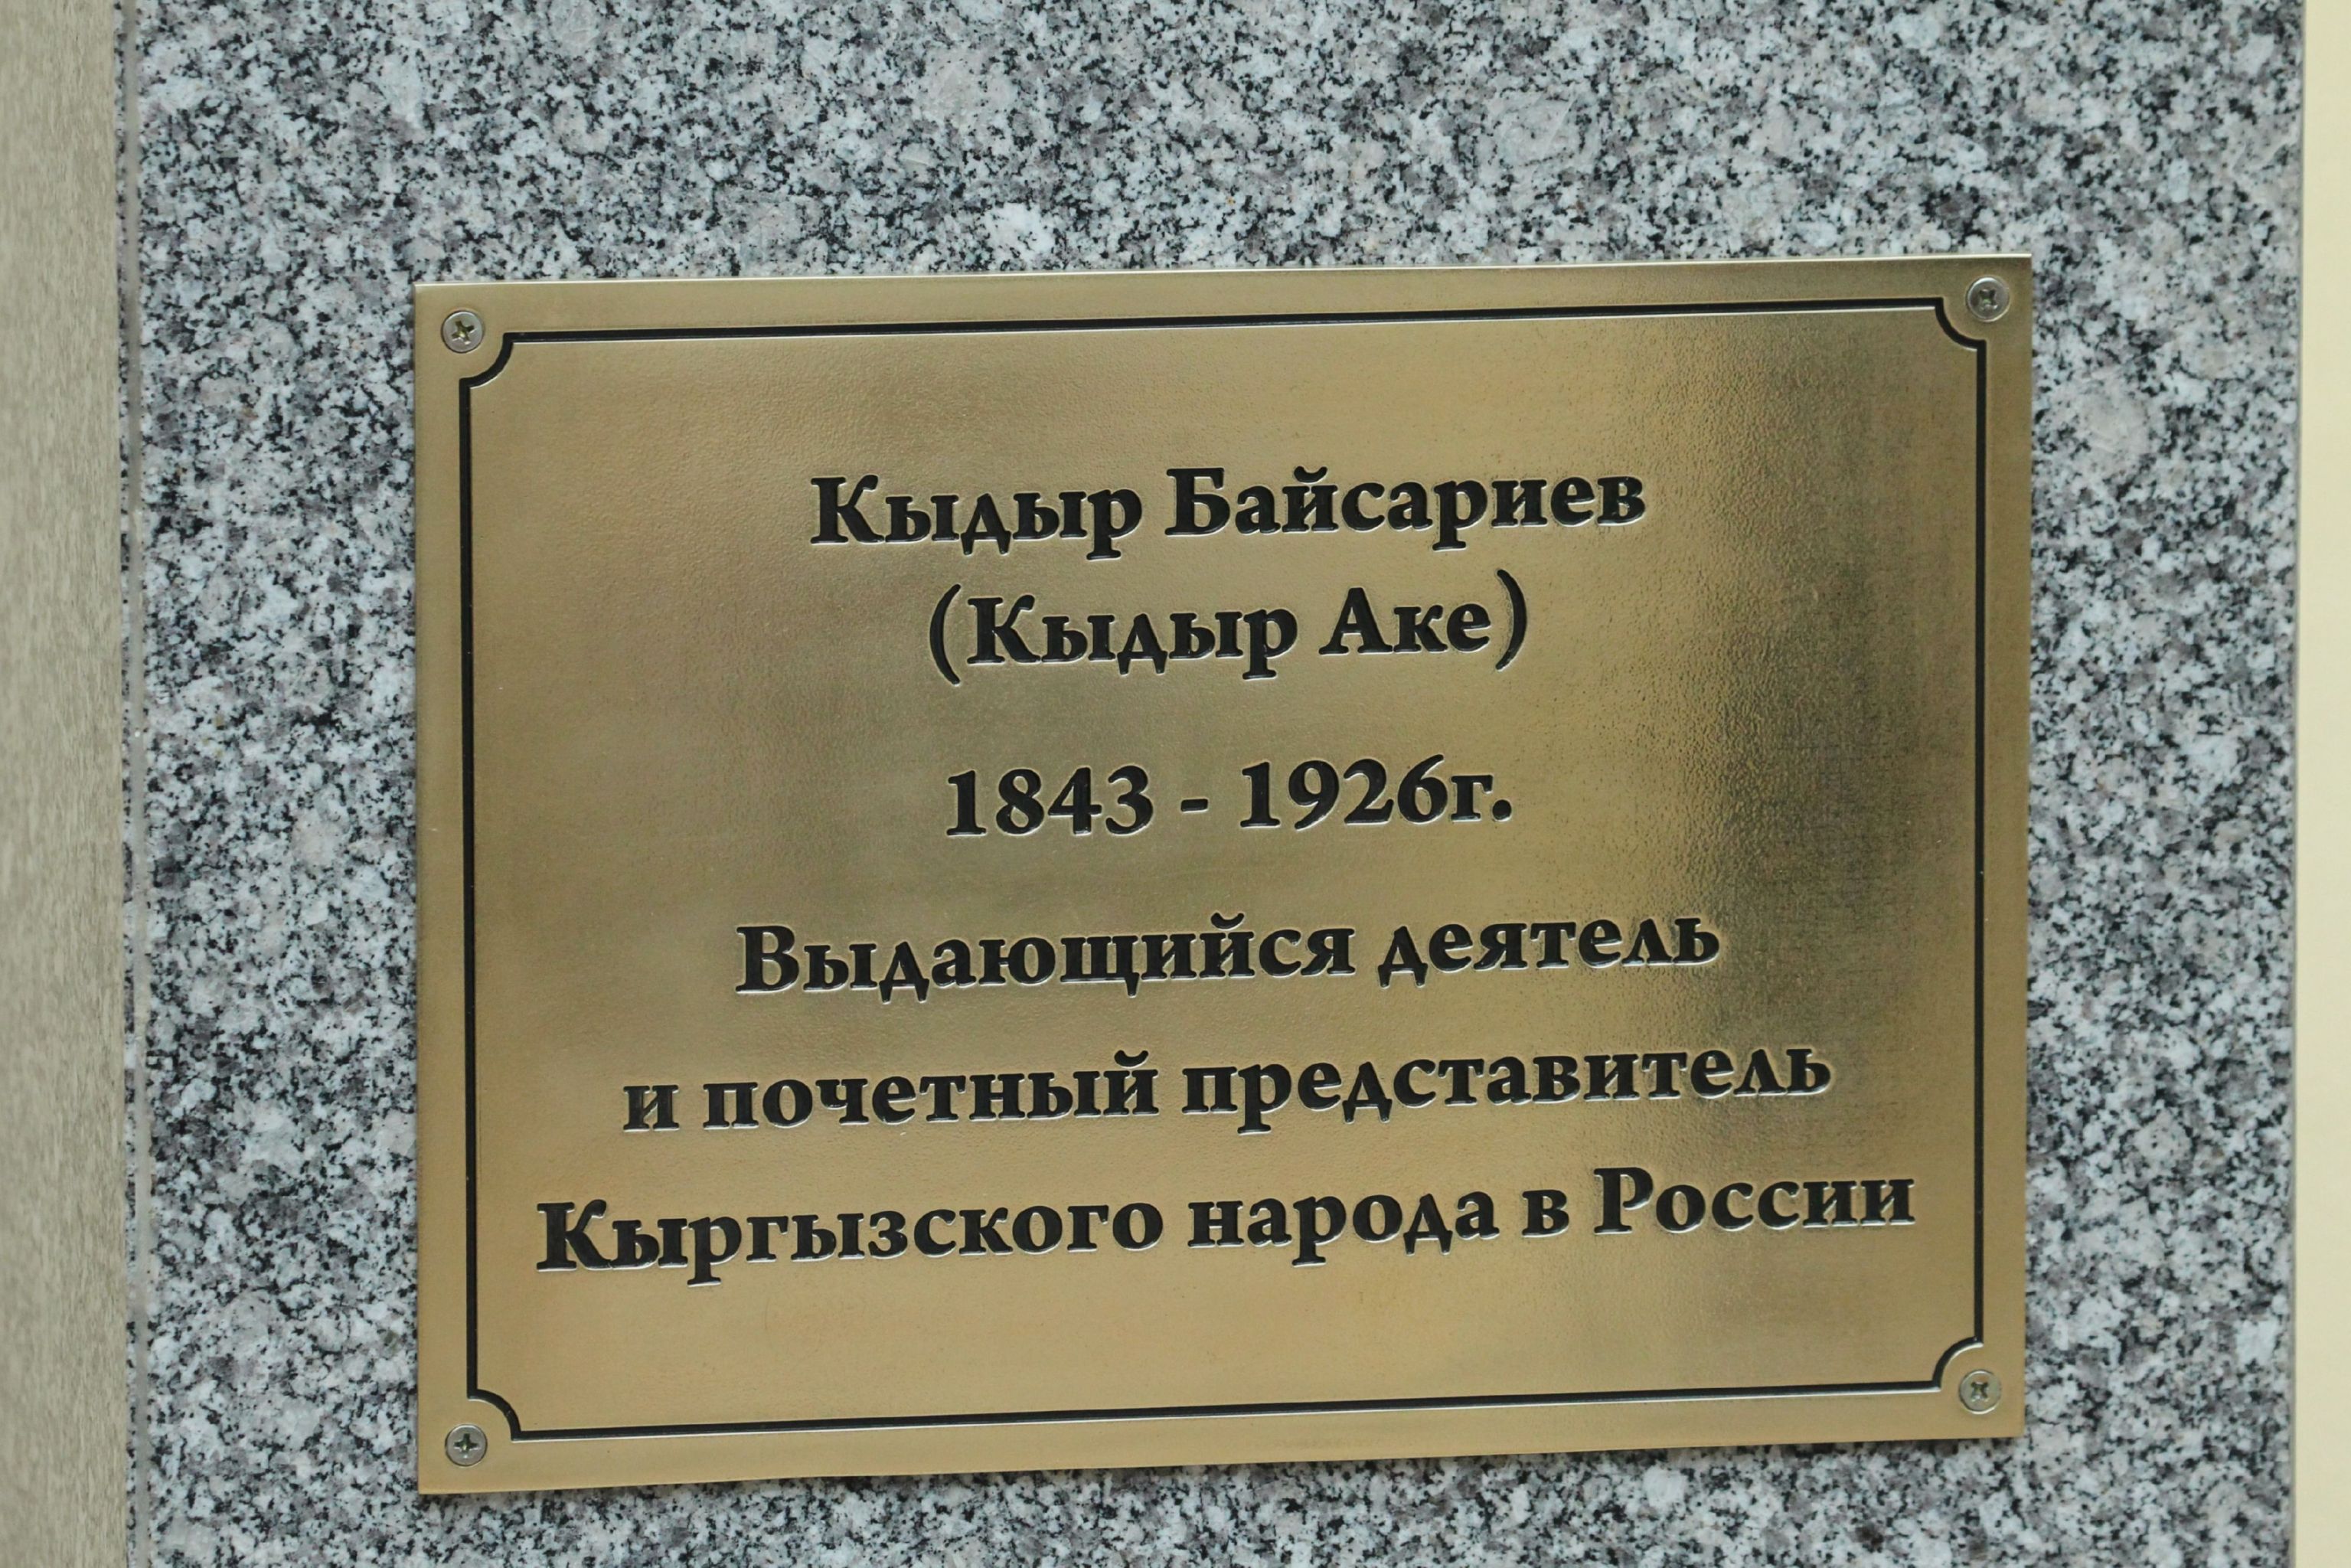 Кыдыр Байсариев
(Кыдыр Аке)
1843 - 1926г.
Выдающийся деятель
и почетный представитель
Кыргызского народа в России